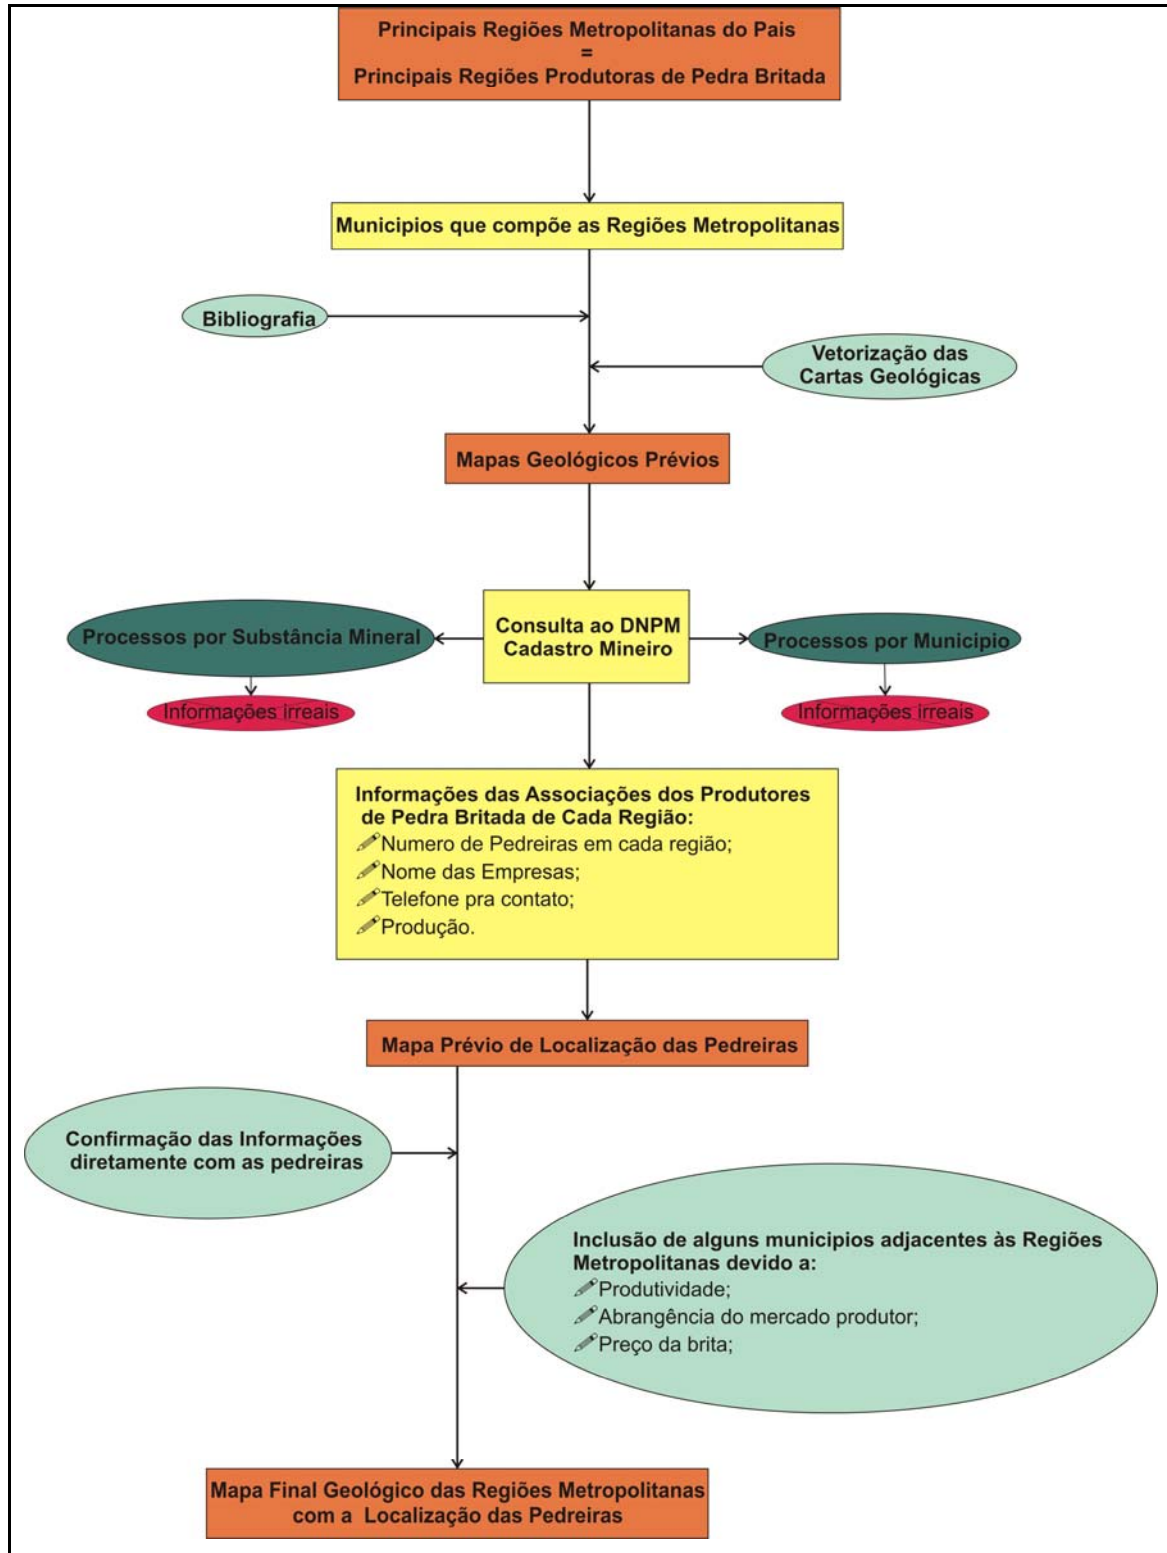 Principais Regiões Metropolitanas do Pais
=
Principais Regiões Produtoras de Pedra Britada
Municipios que compõe as Regiões Metropolitanas
Bibliografia
Vetorização das
Cartas Geológicas
Mapas Geológicos Prévios
Processos por Substância Mineral
Consulta ao DNPM
Cadastro Mineiro
Processos por Municipio
Informações irreais
Informações irreais
Informações das Associações dos Produtores
de Pedra Britada de Cada Região:
Numero de Pedreiras em cada região;
Nome das Empresas;
Telefone pra contato;
Produção.
Mapa Prévio de Localização das Pedreiras
Confirmação das Informações
diretamente com as pedreiras
Inclusão de alguns municipios adjacentes às Regiões
Metropolitanas devido a:
Produtividade;
Abrangência do mercado produtor;
Preço da brita;
Mapa Final Geológico das Regiões Metropolitanas
com a Localização das Pedreiras